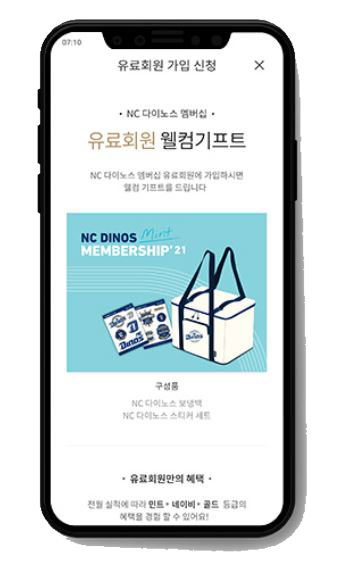 07:10
유료회원 가입 신청
• NC 다이노스 멤버십 •
유료회원 웰컴기프트
NC 다이노스 멤버십 유료회원에 가입하시면
웰컴 기프트를 드립니다
NC DINOS Mint
MEMBERSHIP' 21
Dinos
구성품
NC 다이노스 보냉백
NC 다이노스 스티커 세트
• 유료회원만의 혜택 •
전월 실적에 따라 민트 • 네이비 • 골드 등급의
혜택을 경험 할 수 있어요!